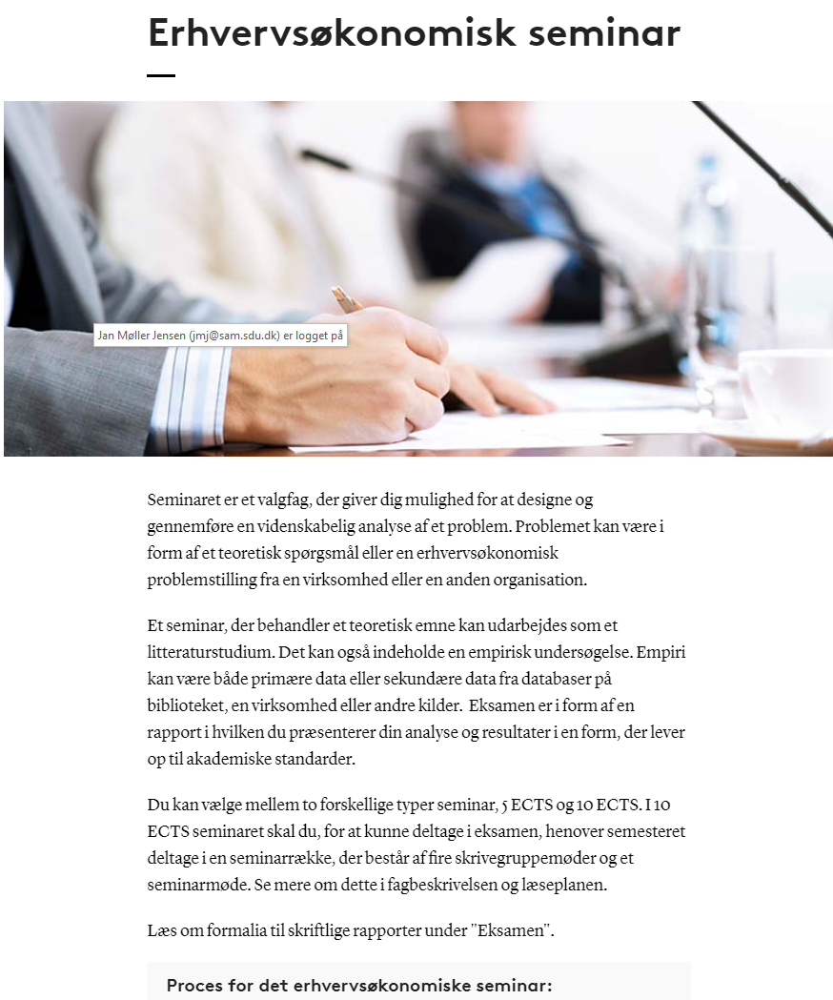 Erhvervsøkonomisk seminar
Jan Møller Jensen (jmj@sam.sdu.dk) er logget på
Seminaret er et valgfag, der giver dig mulighed for at designe og
gennemføre en videnskabelig analyse af et problem. Problemet kan være i
form af et teoretisk spørgsmål eller en erhvervsøkonomisk
problemstilling fra en virksomhed eller en anden organisation.
Et seminar, der behandler et teoretisk emne kan udarbejdes som et
litteraturstudium. Det kan også indeholde en empirisk undersøgelse. Empiri
kan være både primære data eller sekundære data fra databaser på
biblioteket, en virksomhed eller andre kilder.  Eksamen er i form af en
rapport i hvilken du præsenterer din analyse og resultater i en form, der lever
op til akademiske standarder.
Du kan vælge mellem to forskellige typer seminar, 5 ECTS og 10 ECTS. I 10
ECTS seminaret skal du, for at kunne deltage i eksamen, henover semesteret
deltage i en seminarrække, der består af fire skrivegruppemøder og et
seminarmøde. Se mere om dette i fagbeskrivelsen og læseplanen.
Læs om formalia til skriftlige rapporter under "Eksamen".
Proces for det erhvervsøkonomiske seminar: